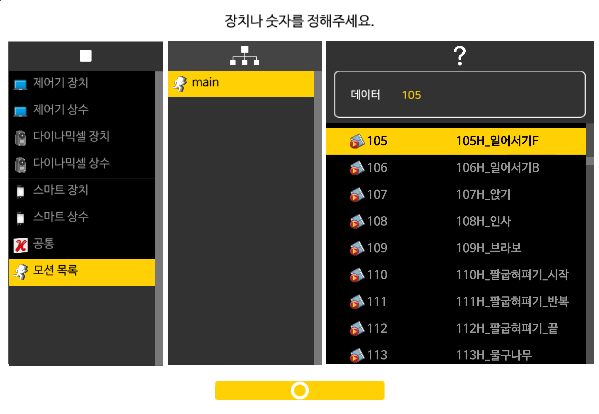 장치나 숫자를 정해주세요.
?
제어기 장치
제어기 상수
다이나믹셀 장치
다이나믹셀 상수
스마트 장치
스마트 상수
공통
모션 목록
main
데이터 105
105 105H_일어서기F
106 106H_일어서기B
107 107H_앉기
108 108H_인사
109 109H_브라보
110 110H_팔굽혀펴기_시작
111 111H_팔굽혀펴기_반복
112 112H_팔굽혀펴기_끝
113 113H_물구나무